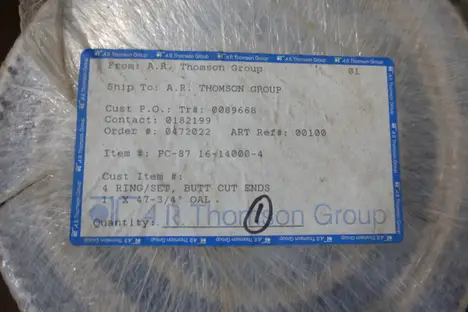 From: A.R. Thomson Group 01
Ship To: A.R. THOMSON GROUP
Cust P.O.: Tr#: 0089668
Contact: 0182199
Order #: 0472022 ART Ref#: 00100
Item #: FC-87 16-14000-4
Cust Item #:
4 RING/SET, BUTT CUT ENDS
1" X 47-3/4" OAL
A.R. Thomson Group
Quantity: 1